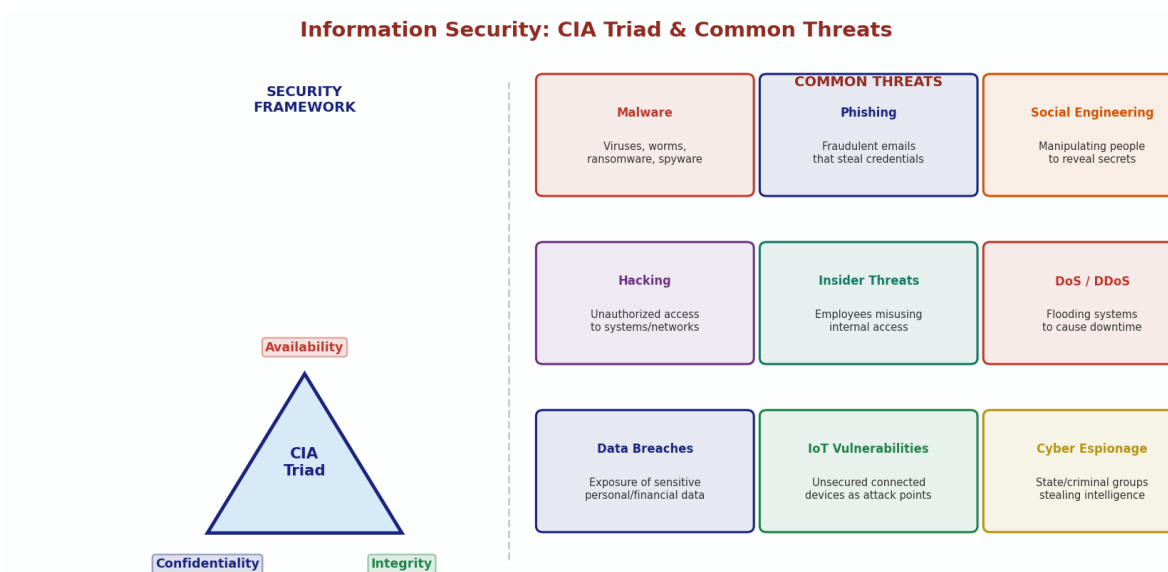 Information Security: CIA Triad & Common Threats
SECURITY
FRAMEWORK
Availability
CIA
Triad
Confidentiality
Integrity
COMMON THREATS
Malware
Viruses, worms,
ransomware, spyware
Phishing
Fraudulent emails
that steal credentials
Social Engineering
Manipulating people
to reveal secrets
Hacking
Unauthorized access
to systems/networks
Insider Threats
Employees misusing
internal access
DoS / DDoS
Flooding systems
to cause downtime
Data Breaches
Exposure of sensitive
personal/financial data
IoT Vulnerabilities
Unsecured connected
devices as attack points
Cyber Espionage
State/criminal groups
stealing intelligence